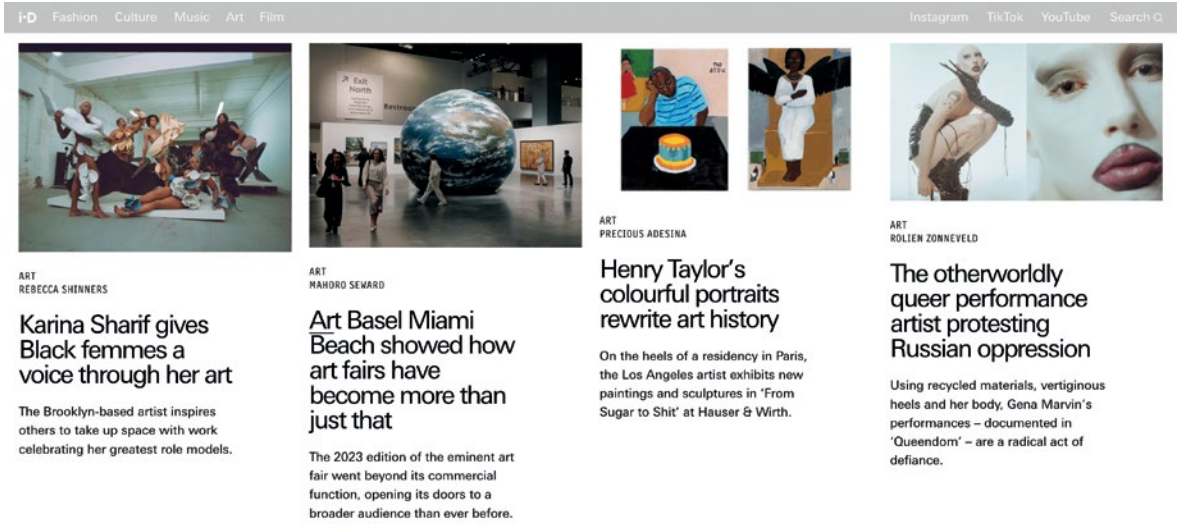 i-D Fashion Culture Music Art Film Instagram TikTok YouTube Search
Exit
North
Restroo
ART
REBECCA SHINNERS
Karina Sharif gives
Black femmes a
voice through her art
The Brooklyn-based artist inspires
others to take up space with work
celebrating her greatest role models.
ART
MAHORO SEWARD
Art Basel Miami
Beach showed how
art fairs have
become more than
just that
The 2023 edition of the eminent art
fair went beyond its commercial
function, opening its doors to a
broader audience than ever before.
ART
PRECIOUS ADESINA
Henry Taylor's
colourful portraits
rewrite art history
On the heels of a residency in Paris,
the Los Angeles artist exhibits new
paintings and sculptures in 'From
Sugar to Shit' at Hauser & Wirth.
ART
ROLIEN ZONNEVELD
The otherworldly
queer performance
artist protesting
Russian oppression
Using recycled materials, vertiginous
heels and her body, Gena Marvin's
performances – documented in
'Queendom' – are a radical act of
defiance.